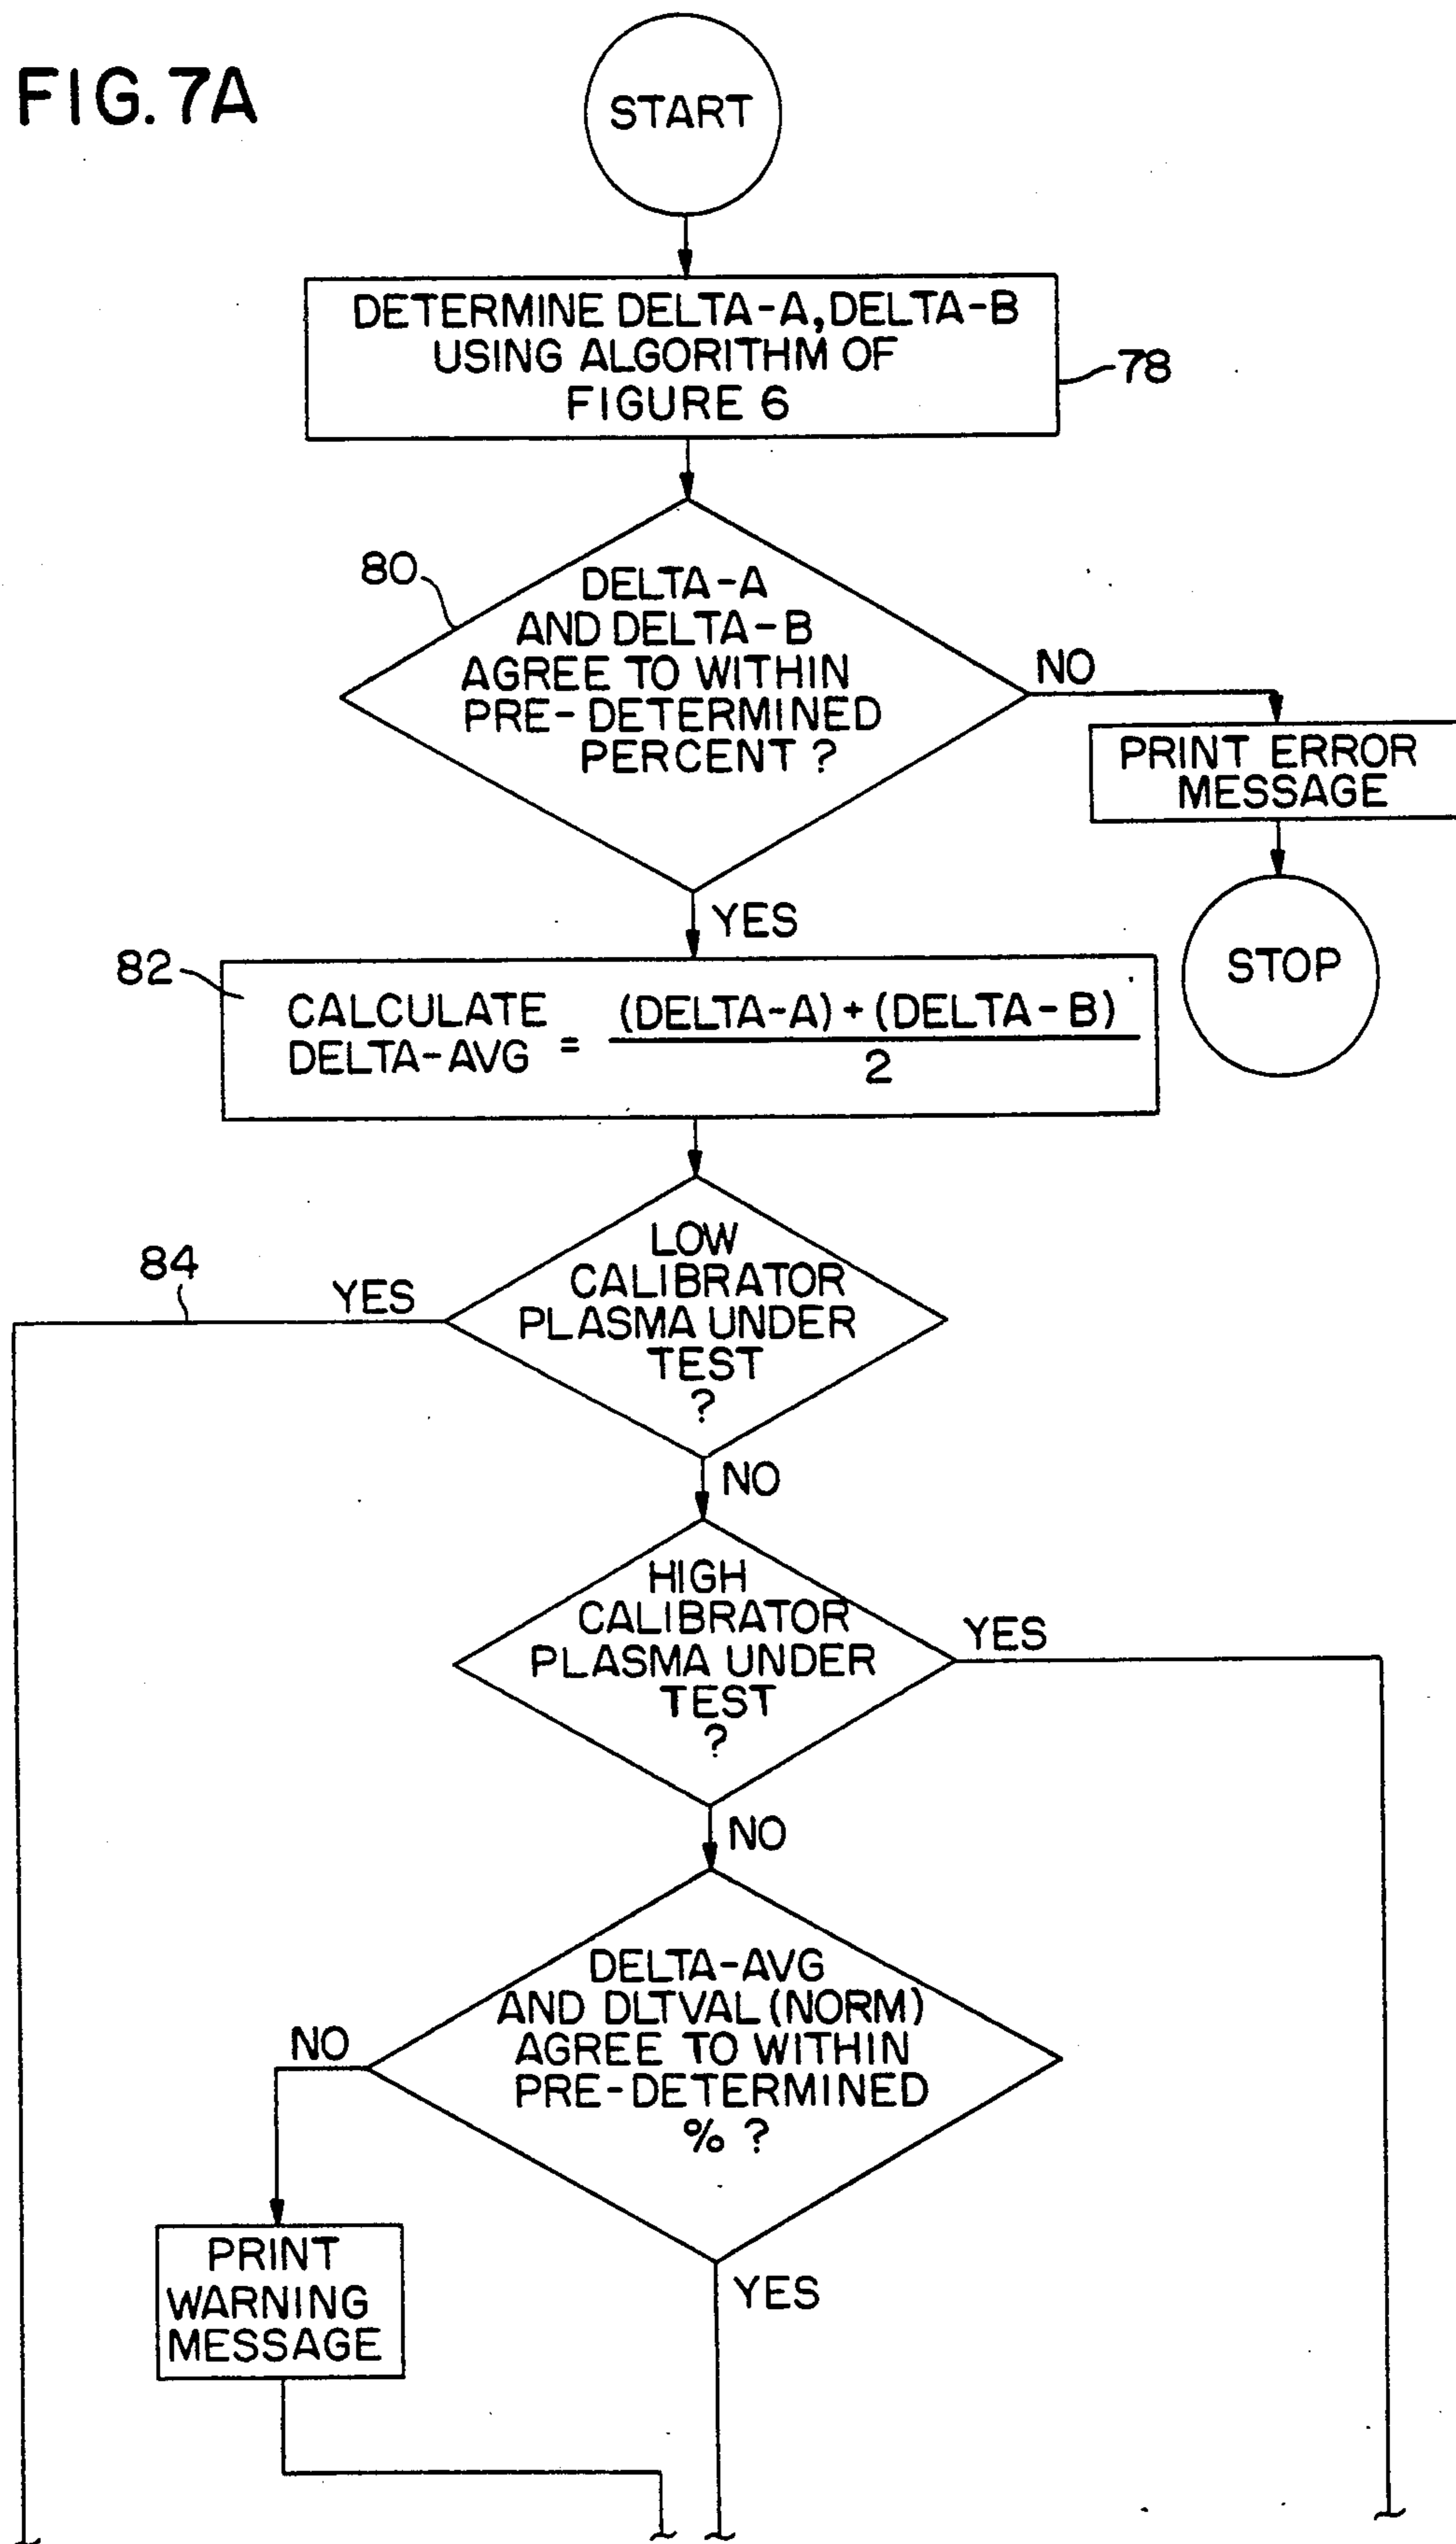 FIG. 7A
START
DETERMINE DELTA-A, DELTA-B
USING ALGORITHM OF
FIGURE 6
78
80
DELTA-A
AND DELTA-B
AGREE TO WITHIN
PRE-DETERMINED
PERCENT ?
NO
PRINT ERROR
MESSAGE
STOP
YES
82
CALCULATE
DELTA-AVG = (DELTA-A) + (DELTA-B)
2
LOW
CALIBRATOR
PLASMA UNDER
TEST
?
84
YES
NO
HIGH
CALIBRATOR
PLASMA UNDER
TEST
?
YES
NO
DELTA-AVG
AND DLTVAL (NORM)
AGREE TO WITHIN
PRE-DETERMINED
% ?
NO
PRINT
WARNING
MESSAGE
YES